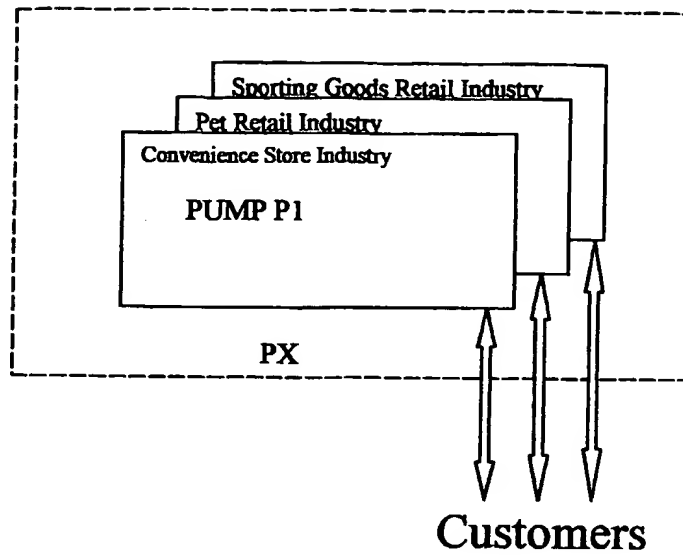 Sporting Goods Retail Industry
Pet Retail Industry
Convenience Store Industry
PUMP P1
PX
Customers